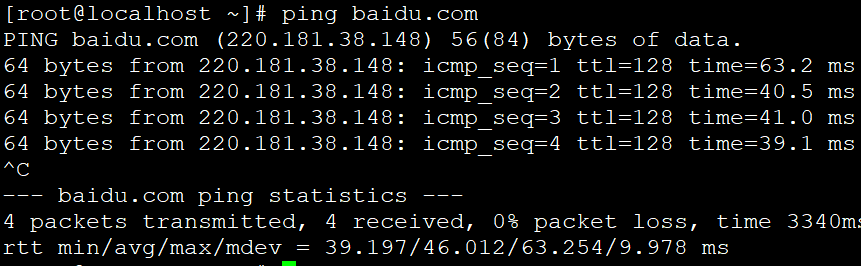 [root@localhost ~]# ping baidu.com
PING baidu.com (220.181.38.148) 56(84) bytes of data.
64 bytes from 220.181.38.148: icmp_seq=1 ttl=128 time=63.2 ms
64 bytes from 220.181.38.148: icmp_seq=2 ttl=128 time=40.5 ms
64 bytes from 220.181.38.148: icmp_seq=3 ttl=128 time=41.0 ms
64 bytes from 220.181.38.148: icmp_seq=4 ttl=128 time=39.1 ms
^C
--- baidu.com ping statistics ---
4 packets transmitted, 4 received, 0% packet loss, time 3340ms
rtt min/avg/max/mdev = 39.197/46.012/63.254/9.978 ms